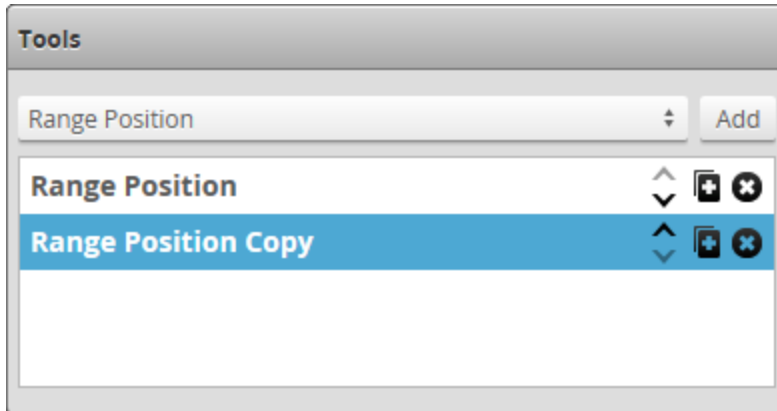 Tools
Range Position Add
Range Position
Range Position Copy